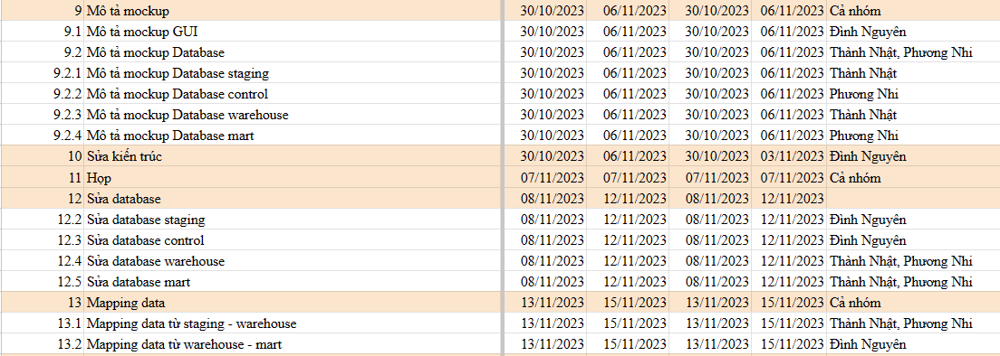 9 Mô tả mockup 30/10/2023 06/11/2023 30/10/2023 06/11/2023 Cả nhóm
9.1 Mô tả mockup GUI 30/10/2023 06/11/2023 30/10/2023 06/11/2023 Đình Nguyên
9.2 Mô tả mockup Database 30/10/2023 06/11/2023 30/10/2023 06/11/2023 Thành Nhật, Phương Nhi
9.2.1 Mô tả mockup Database staging 30/10/2023 06/11/2023 30/10/2023 06/11/2023 Thành Nhật
9.2.2 Mô tả mockup Database control 30/10/2023 06/11/2023 30/10/2023 06/11/2023 Phương Nhi
9.2.3 Mô tả mockup Database warehouse 30/10/2023 06/11/2023 30/10/2023 06/11/2023 Thành Nhật
9.2.4 Mô tả mockup Database mart 30/10/2023 06/11/2023 30/10/2023 06/11/2023 Phương Nhi
10 Sửa kiến trúc 30/10/2023 06/11/2023 30/10/2023 03/11/2023 Đình Nguyên
11 Họp 07/11/2023 07/11/2023 07/11/2023 07/11/2023 Cả nhóm
12 Sửa database 08/11/2023 12/11/2023 08/11/2023 12/11/2023
12.2 Sửa database staging 08/11/2023 12/11/2023 08/11/2023 12/11/2023 Đình Nguyên
12.3 Sửa database control 08/11/2023 12/11/2023 08/11/2023 12/11/2023 Đình Nguyên
12.4 Sửa database warehouse 08/11/2023 12/11/2023 08/11/2023 12/11/2023 Thành Nhật, Phương Nhi
12.5 Sửa database mart 08/11/2023 12/11/2023 08/11/2023 12/11/2023 Thành Nhật, Phương Nhi
13 Mapping data 13/11/2023 15/11/2023 13/11/2023 15/11/2023 Cả nhóm
13.1 Mapping data từ staging - warehouse 13/11/2023 15/11/2023 13/11/2023 15/11/2023 Thành Nhật, Phương Nhi
13.2 Mapping data từ warehouse - mart 13/11/2023 15/11/2023 13/11/2023 15/11/2023 Đình Nguyên